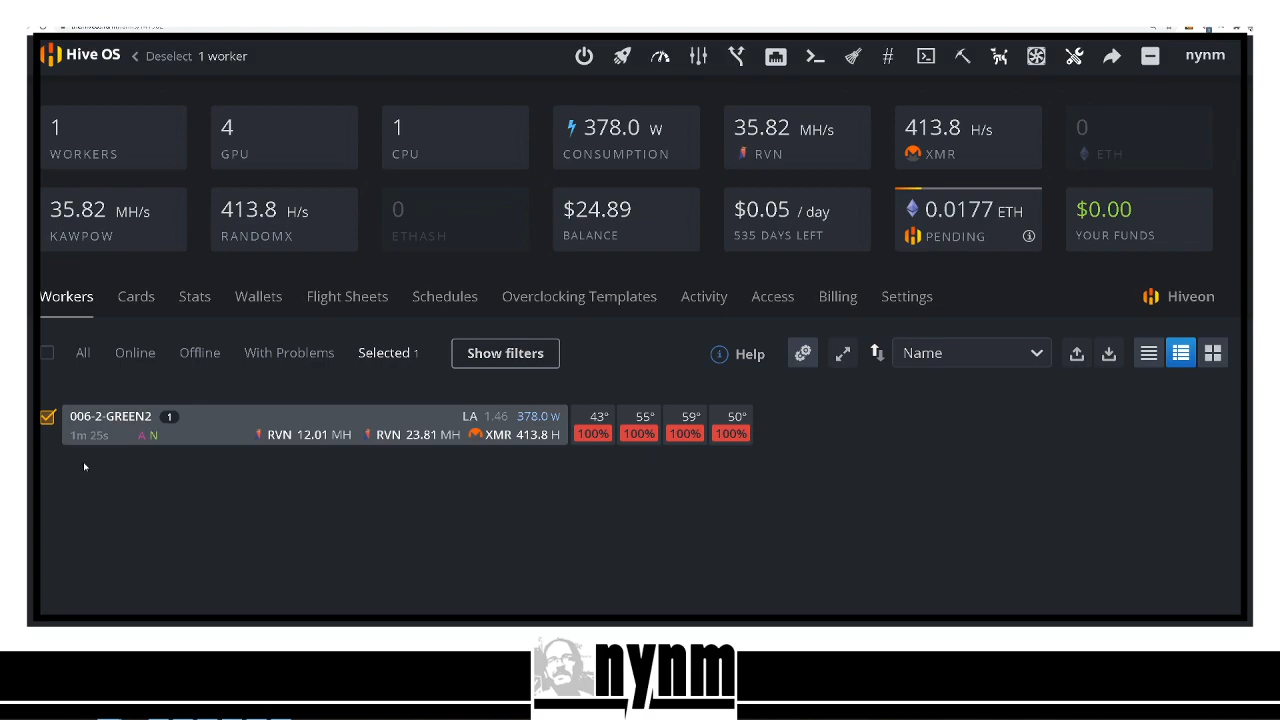 Hive OS Deselect 1 worker nynm
1 4 1 378.0 W 35.82 MH/s 413.8 H/s 0
WORKERS GPU CPU CONSUMPTION RVN XMR ETH
35.82 MH/s 413.8 H/s 0 $24.89 $0.05 / day 0.0177 ETH $0.00
KAWPOW RANDOMX ETHASH BALANCE 535 DAYS LEFT PENDING YOUR FUNDS
Workers Cards Stats Wallets Flight Sheets Schedules Overclocking Templates Activity Access Billing Settings Hiveon
All Online Offline With Problems Selected 1 Show filters Help Name
006-2-GREEN2 1 LA 1.46 378.0 W 43° 55° 59° 50°
1m 25s A N RVN 12.01 MH RVN 23.81 MH XMR 413.8 H 100% 100% 100% 100%
nynm